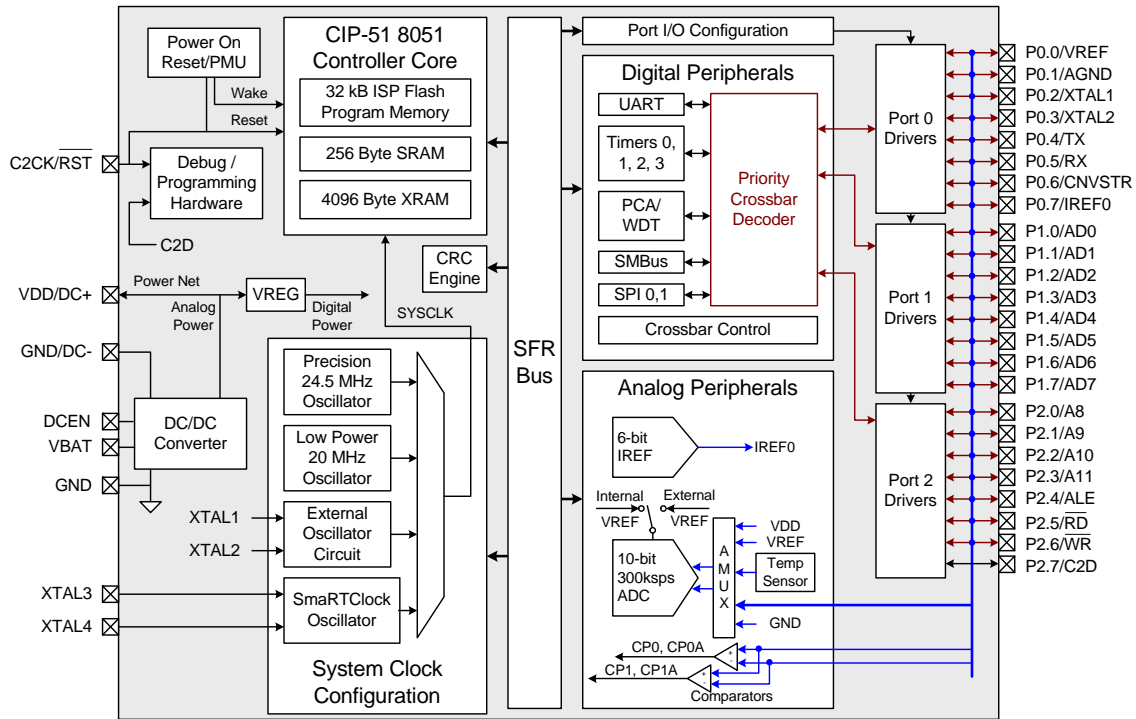 Power On
Reset/PMU
Wake
Reset
C2CK/RST
Debug /
Programming
Hardware
C2D
CIP-51 8051
Controller Core
32 kB ISP Flash
Program Memory
256 Byte SRAM
4096 Byte XRAM
CRC
Engine
VDD/DC+
Power Net
VREG
Analog
Power
Digital
Power
SYSCLK
GND/DC-
DCEN
VBAT
GND
DC/DC
Converter
XTAL1
XTAL2
XTAL3
XTAL4
Precision
24.5 MHz
Oscillator
Low Power
20 MHz
Oscillator
External
Oscillator
Circuit
SmaRTClock
Oscillator
System Clock
Configuration
SFR
Bus
Port I/O Configuration
Digital Peripherals
UART
Timers 0,
1, 2, 3
PCA/
WDT
SMBus
SPI 0,1
Priority
Crossbar
Decoder
Crossbar Control
Analog Peripherals
6-bit
IREF
IREF0
Internal
VREF
External
VREF
10-bit
300ksps
ADC
A
M
U
X
VDD
VREF
Temp
Sensor
GND
CP0, CP0A
CP1, CP1A
+
-
+
-
Comparators
Port 0
Drivers
Port 1
Drivers
Port 2
Drivers
P0.0/VREF
P0.1/AGND
P0.2/XTAL1
P0.3/XTAL2
P0.4/TX
P0.5/RX
P0.6/CNVSTR
P0.7/IREF0
P1.0/AD0
P1.1/AD1
P1.2/AD2
P1.3/AD3
P1.4/AD4
P1.5/AD5
P1.6/AD6
P1.7/AD7
P2.0/A8
P2.1/A9
P2.2/A10
P2.3/A11
P2.4/ALE
P2.5/RD
P2.6/WR
P2.7/C2D